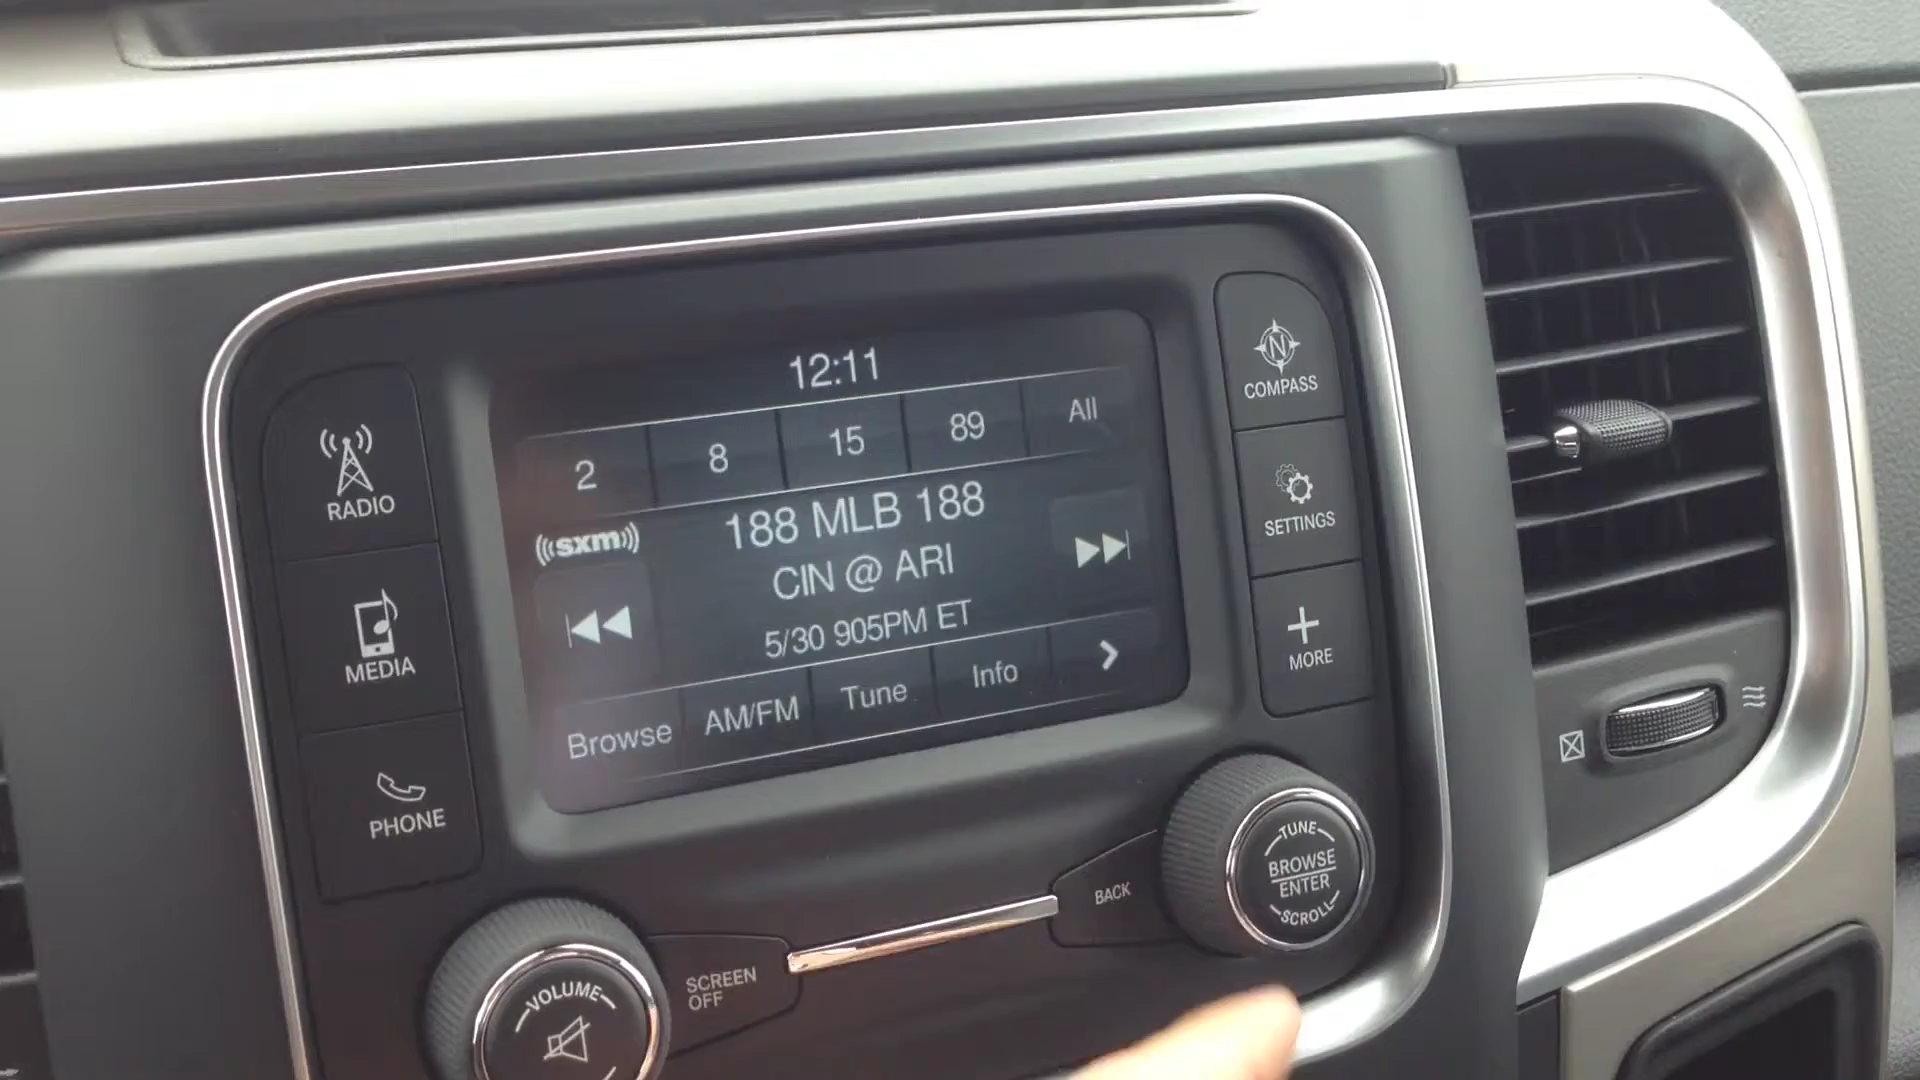 12:11
2 8 15 89 All
sxm
188 MLB 188
CIN @ ARI
5/30 905PM ET
Browse AM/FM Tune Info
RADIO
MEDIA
PHONE
N
COMPASS
SETTINGS
MORE
VOLUME
SCREEN
OFF
BACK
TUNE
BROWSE
ENTER
SCROLL